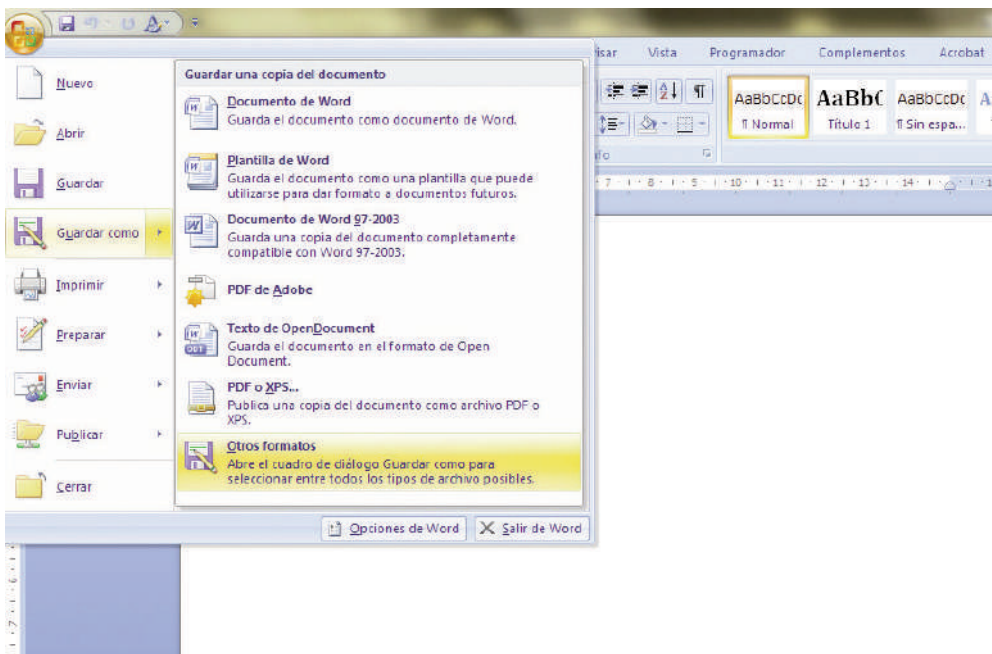 Vista
Programador
Complementos
Acrobat
Nuevo
Abrir
Guardar
Guardar como
Imprimir
Preparar
Enviar
Publicar
Cerrar
Guardar una copia del documento
Documento de Word
Guarda el documento como documento de Word.
Plantilla de Word
Guarda el documento como una plantilla que puede
utilizarse para dar formato a documentos futuros.
Documento de Word 97-2003
Guarda una copia del documento completamente
compatible con Word 97-2003.
PDF de Adobe
Texto de OpenDocument
Guarda el documento en el formato de Open
Document.
PDF o XPS...
Publica una copia del documento como archivo PDF o
XPS.
Otros formatos
Abre el cuadro de diálogo Guardar como para
seleccionar entre todos los tipos de archivo posibles.
Opciones de Word
Salir de Word
AaBbCcDc
¶ Normal
AaBbC
Título 1
AaBbCcDc
¶ Sin espa...